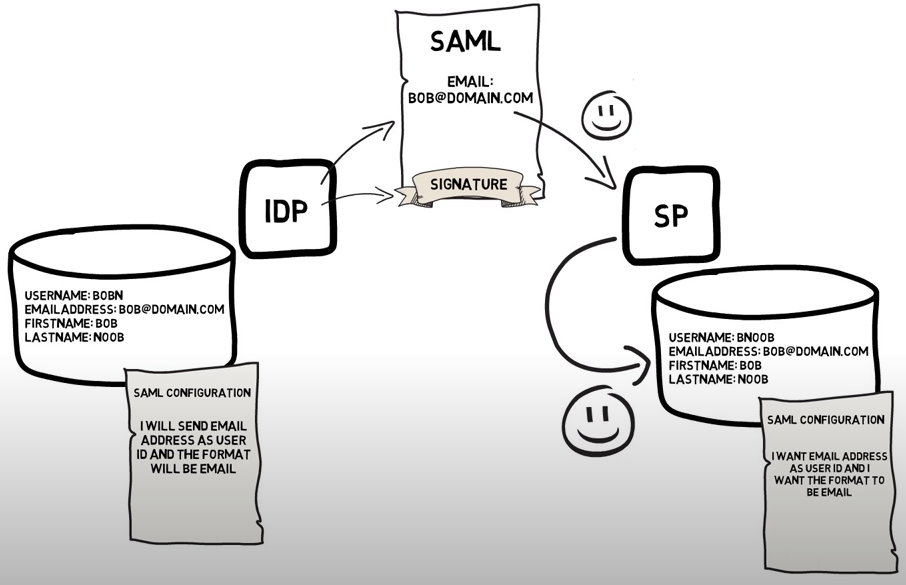 SAML
EMAIL:
BOB@DOMAIN.COM
SIGNATURE
IDP
SP
USERNAME: BOBN
EMAILADDRESS: BOB@DOMAIN.COM
FIRSTNAME: BOB
LASTNAME: NOOB
SAML CONFIGURATION
I WILL SEND EMAIL
ADDRESS AS USER
ID AND THE FORMAT
WILL BE EMAIL
USERNAME: BNOOB
EMAILADDRESS: BOB@DOMAIN.COM
FIRSTNAME: BOB
LASTNAME: NOOB
SAML CONFIGURATION
I WANT EMAIL ADDRESS
AS USER ID AND I
WANT THE FORMAT TO
BE EMAIL